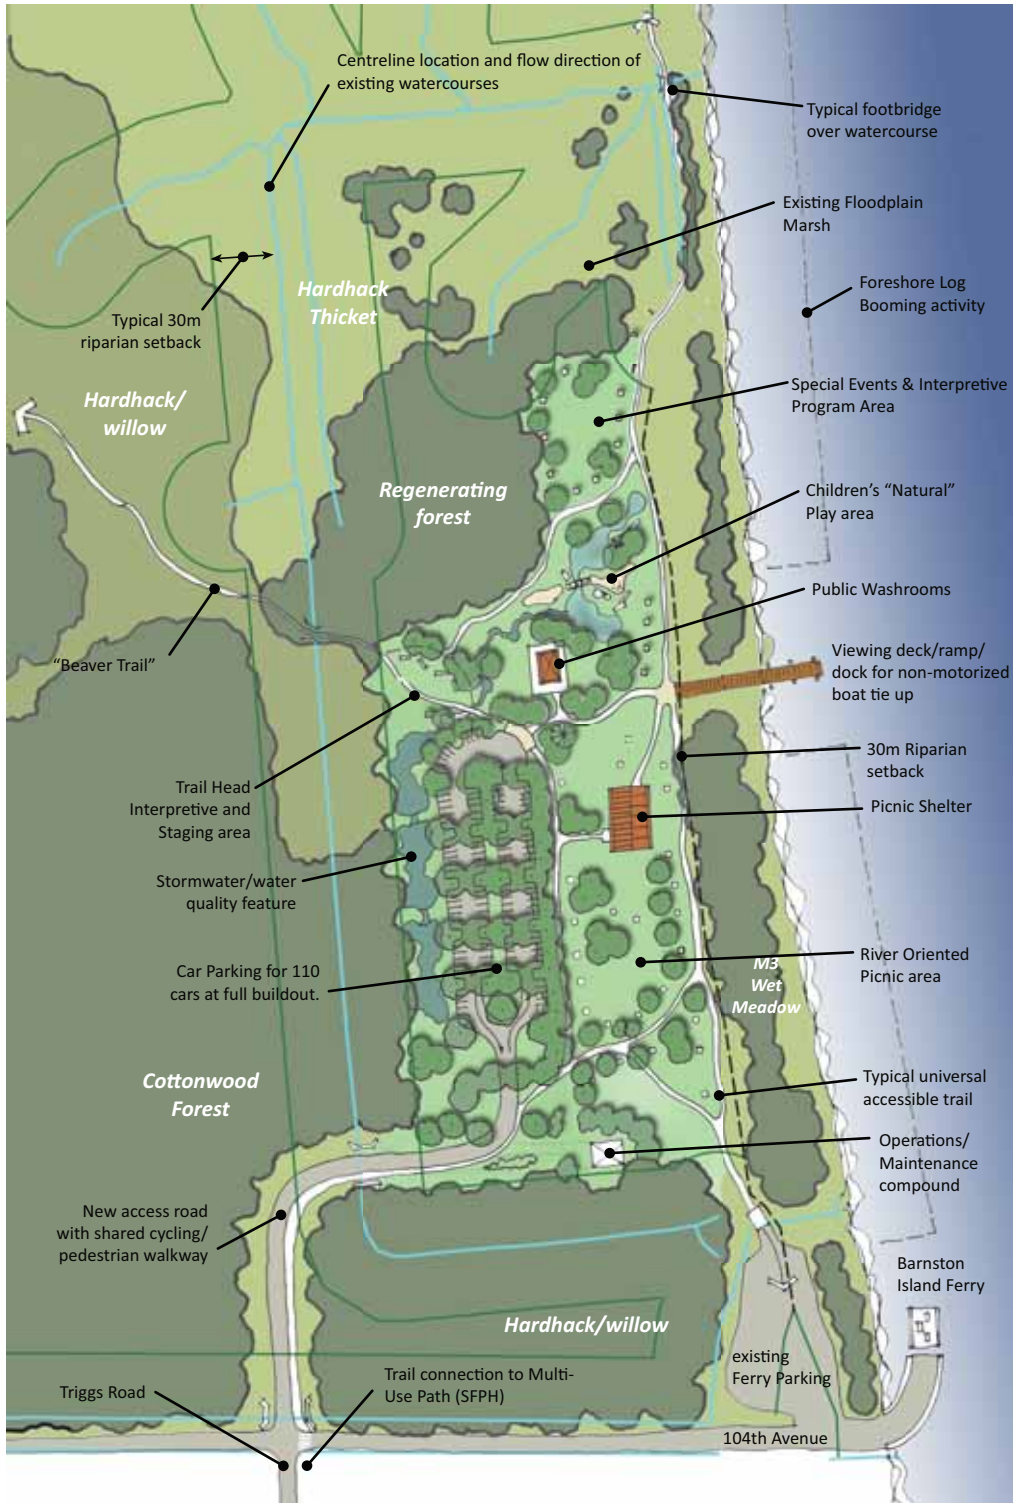 Centreline location and flow direction of
existing watercourses
Typical footbridge
over watercourse
Existing Floodplain
Marsh
Foreshore Log
Booming activity
Hardhack
Thicket
Typical 30m
riparian setback
Hardhack/
willow
Special Events & Interpretive
Program Area
Regenerating
forest
Children's “Natural”
Play area
Public Washrooms
“Beaver Trail”
Viewing deck/ramp/
dock for non-motorized
boat tie up
30m Riparian
setback
Trail Head
Interpretive and
Staging area
Picnic Shelter
Stormwater/water
quality feature
Car Parking for 110
cars at full buildout.
River Oriented
Picnic area
M3
Wet
Meadow
Cottonwood
Forest
Typical universal
accessible trail
Operations/
Maintenance
compound
New access road
with shared cycling/
pedestrian walkway
Barnston
Island Ferry
Hardhack/willow
existing
Ferry Parking
Triggs Road
Trail connection to Multi-
Use Path (SFPH)
104th Avenue